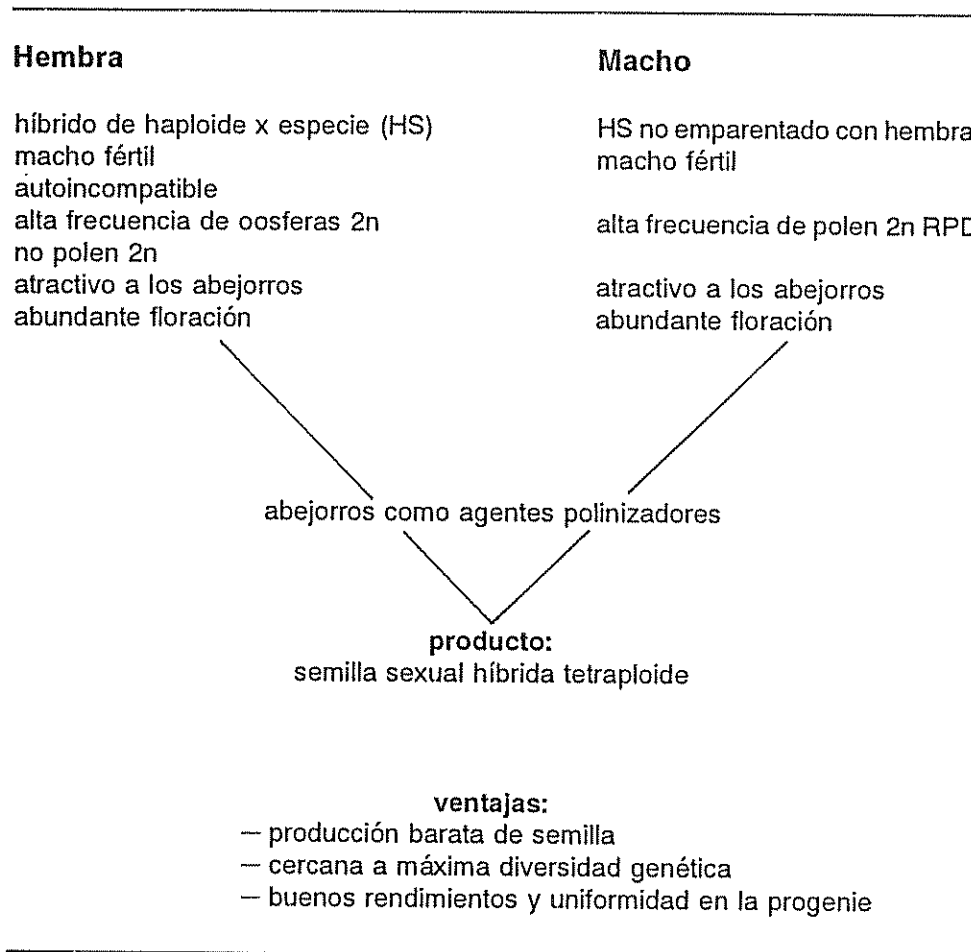 Hembra
híbrido de haploide x especie (HS)
macho fértil
autoincompatible
alta frecuencia de oosferas 2n
no polen 2n
atractivo a los abejorros
abundante floración
Macho
HS no emparentado con hembra
macho fértil
alta frecuencia de polen 2n RPD
atractivo a los abejorros
abundante floración
abejorros como agentes polinizadores
producto:
semilla sexual híbrida tetraploide
ventajas:
— producción barata de semilla
— cercana a máxima diversidad genética
— buenos rendimientos y uniformidad en la progenie